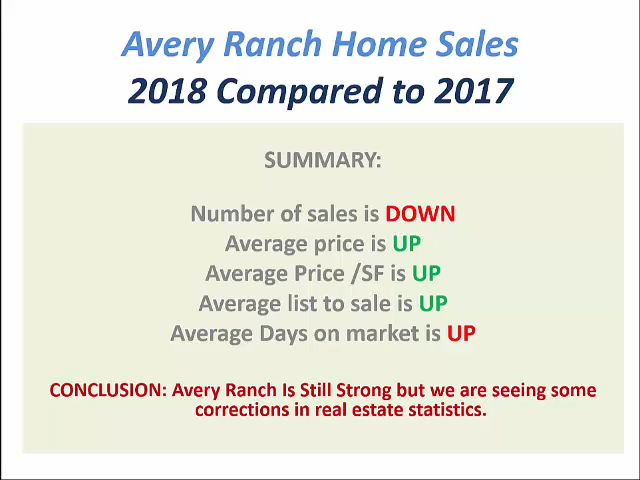 Avery Ranch Home Sales
2018 Compared to 2017
SUMMARY:
Number of sales is DOWN
Average price is UP
Average Price /SF is UP
Average list to sale is UP
Average Days on market is UP
CONCLUSION: Avery Ranch Is Still Strong but we are seeing some
corrections in real estate statistics.